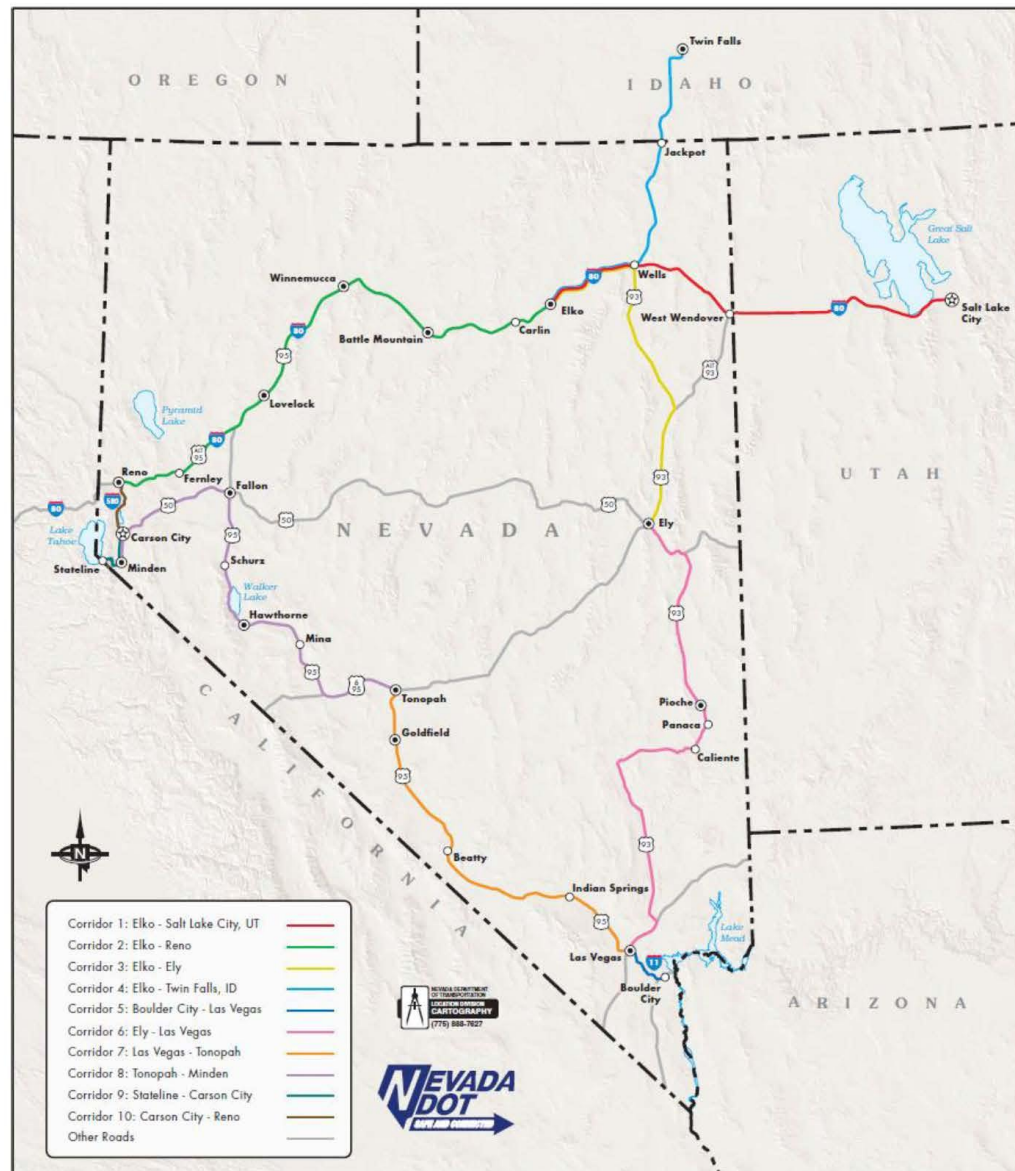 Twin Falls
OREGON
IDAHO
Jackpot
Great Salt
Lake
Winnemucca
80
Wells
93
Elko
West Wendover
80
Salt Lake
City
Carlin
Battle Mountain
80
95
ALT
93
Lovelock
Pyramid
Lake
80
ALT
95
UTAH
Reno
Fernley
93
Fallon
80
580
50
50
50
NEVADA
Ely
Lake
Tahoe
Carson City
95
Stateline
Minden
Schurz
Walker
Lake
Hawthorne
93
Mina
95
6
95
Tonopah
Pioche
Panaca
CALIFORNIA
Goldfield
Caliente
95
93
N
Beatty
Indian Springs
95
Lake
Mead
Las Vegas
11
Boulder
City
ARIZONA
Corridor 1: Elko - Salt Lake City, UT
Corridor 2: Elko - Reno
Corridor 3: Elko - Ely
Corridor 4: Elko - Twin Falls, ID
Corridor 5: Boulder City - Las Vegas
Corridor 6: Ely - Las Vegas
Corridor 7: Las Vegas - Tonopah
Corridor 8: Tonopah - Minden
Corridor 9: Stateline - Carson City
Corridor 10: Carson City - Reno
Other Roads
NEVADA DEPARTMENT
OF TRANSPORTATION
LOCATION DIVISION
CARTOGRAPHY
(775) 888-7627
NEVADA
DOT
SAFE AND CONNECTED